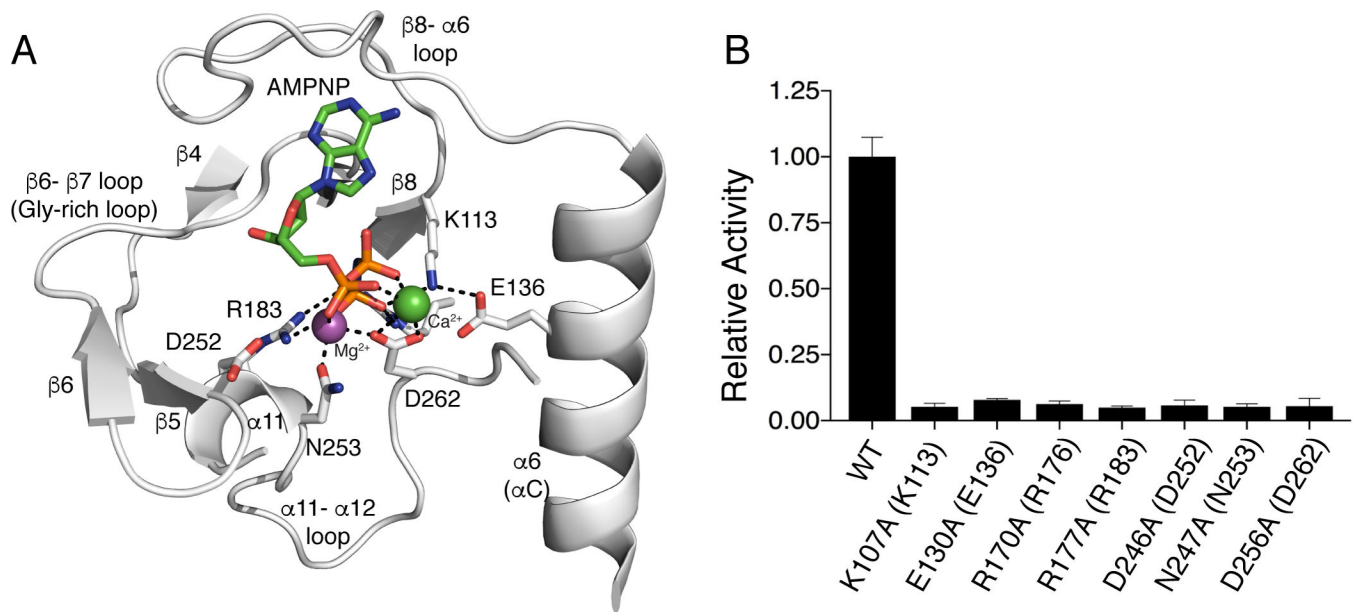 A
β8- α6
loop
AMPNP
β4
β6- β7 loop
(Gly-rich loop)
β8
K113
E136
R183
Ca²⁺
D252
Mg²⁺
β6
D262
β5
α11
N253
α6
(αC)
α11- α12
loop
B
Relative Activity
1.25
1.00
0.75
0.50
0.25
0.00
WT
K107A (K113)
E130A (E136)
R170A (R176)
R177A (R183)
D246A (D252)
N247A (N253)
D256A (D262)